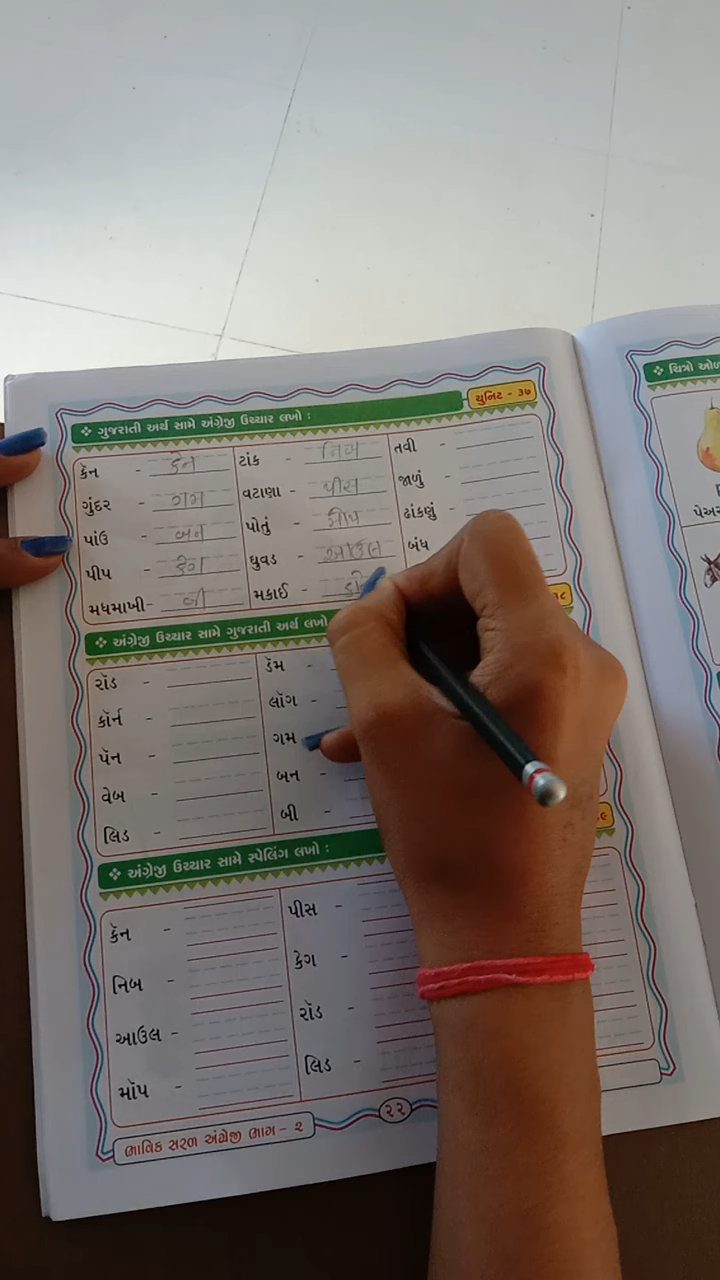 ❖ ગુજરાતી અર્થ સામે અંગ્રેજી ઉચ્ચાર લખો :
યુનિટ - ૩૭
કૅન - કેન
ગુંદર - ગમ
પાંઉ - બન
પીપ - કેગ
મધમાખી- બી
ટાંક - નિબ
વટાણા - પીસ
પોતું - મોપ
ઘુવડ - આઉલ
મકાઈ -
તવી -
જાળું -
ઢાંકણું -
બંધ
❖ અંગ્રેજી ઉચ્ચાર સામે ગુજરાતી અર્થ લખો
રૉડ -
કૉર્ન -
પૅન -
વેબ -
લિડ -
ડૅમ -
લૉગ -
ગમ
બન -
બી -
❖ અંગ્રેજી ઉચ્ચાર સામે સ્પેલિંગ લખો :
કૅન -
નિબ -
આઉલ -
મૉપ -
પીસ -
કેગ -
રૉડ -
લિડ -
ભાવિક સરળ અંગ્રેજી ભાગ - ૨
૨૨
❖ ચિત્રો